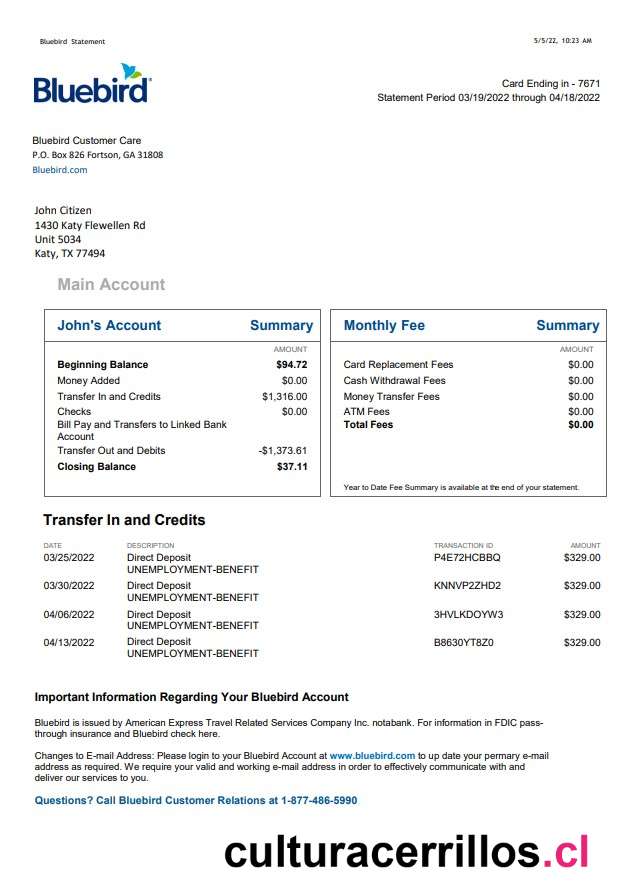 Bluebird Statement 5/5/22, 10:23 AM
Bluebird®
Card Ending in - 7671
Statement Period 03/19/2022 through 04/18/2022
Bluebird Customer Care
P.O. Box 826 Fortson, GA 31808
Bluebird.com
John Citizen
1430 Katy Flewellen Rd
Unit 5034
Katy, TX 77494
Main Account
John's Account Summary
AMOUNT
Beginning Balance $94.72
Money Added $0.00
Transfer In and Credits $1,316.00
Checks $0.00
Bill Pay and Transfers to Linked Bank
Account
Transfer Out and Debits -$1,373.61
Closing Balance $37.11
Monthly Fee Summary
AMOUNT
Card Replacement Fees $0.00
Cash Withdrawal Fees $0.00
Money Transfer Fees $0.00
ATM Fees $0.00
Total Fees $0.00
Year to Date Fee Summary is available at the end of your statement.
Transfer In and Credits
DATE DESCRIPTION TRANSACTION ID AMOUNT
03/25/2022 Direct Deposit P4E72HCBBQ $329.00
UNEMPLOYMENT-BENEFIT
03/30/2022 Direct Deposit KNNVP2ZHD2 $329.00
UNEMPLOYMENT-BENEFIT
04/06/2022 Direct Deposit 3HVLKDOYW3 $329.00
UNEMPLOYMENT-BENEFIT
04/13/2022 Direct Deposit B8630YT8Z0 $329.00
UNEMPLOYMENT-BENEFIT
Important Information Regarding Your Bluebird Account
Bluebird is issued by American Express Travel Related Services Company Inc. notabank. For information in FDIC pass-
through insurance and Bluebird check here.
Changes to E-mail Address: Please login to your Bluebird Account at www.bluebird.com to up date your permary e-mail
address as required. We require your valid and working e-mail address in order to effectively communicate with and
deliver our services to you.
Questions? Call Bluebird Customer Relations at 1-877-486-5990
culturacerrillos.cl